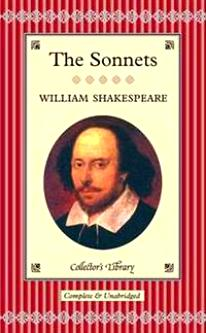 The Sonnets
WILLIAM SHAKESPEARE
Collector's Library
Complete & Unabridged